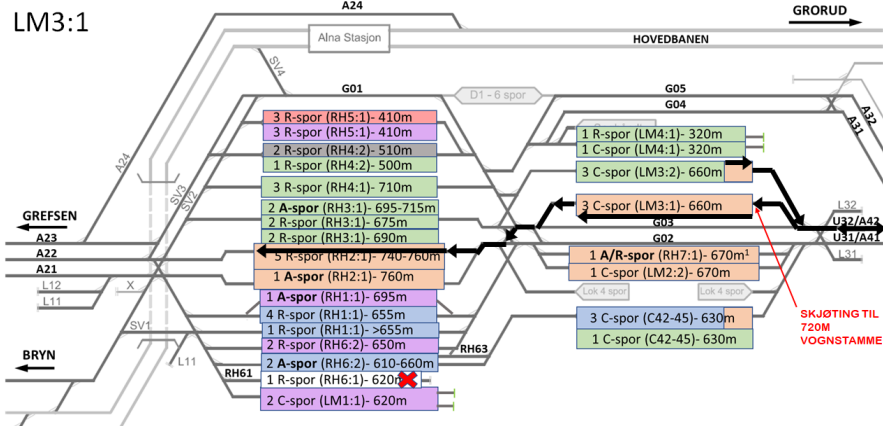 LM3:1
A24
GRORUD
Alna Stasjon
HOVEDBANEN
SV4
G01
D1 - 6 spor
G05
G04
A32
A32
A31
A24
SV3
SV2
3 R-spor (RH5:1)- 410m
3 R-spor (RH5:1)- 410m
2 R-spor (RH4:2)- 510m
1 R-spor (RH4:2)- 500m
3 R-spor (RH4:1)- 710m
2 A-spor (RH3:1)- 695-715m
2 R-spor (RH3:1)- 675m
2 R-spor (RH3:1)- 690m
5 R-spor (RH2:1)- 740-760m
1 A-spor (RH2:1)- 760m
1 A-spor (RH1:1)- 695m
4 R-spor (RH1:1)- 655m
1 R-spor (RH1:1)- >655m
2 R-spor (RH6:2)- 650m
2 A-spor (RH6:2)- 610-660m
1 R-spor (RH6:1)- 620m
2 C-spor (LM1:1)- 620m
1 R-spor (LM4:1)- 320m
1 C-spor (LM4:1)- 320m
3 C-spor (LM3:2)- 660m
3 C-spor (LM3:1)- 660m
G03
G02
1 A/R-spor (RH7:1)- 670m¹
1 C-spor (LM2:2)- 670m
Lok 4 spor
Lok 4 spor
3 C-spor (C42-45)- 630m
1 C-spor (C42-45)- 630m
L32
U32/A42
U31/A41
L31
SKJØTING TIL
720M
VOGNSTAMME
GREFSEN
A23
A22
A21
L12
L11
X
SV1
L11
BRYN
RH61
RH63